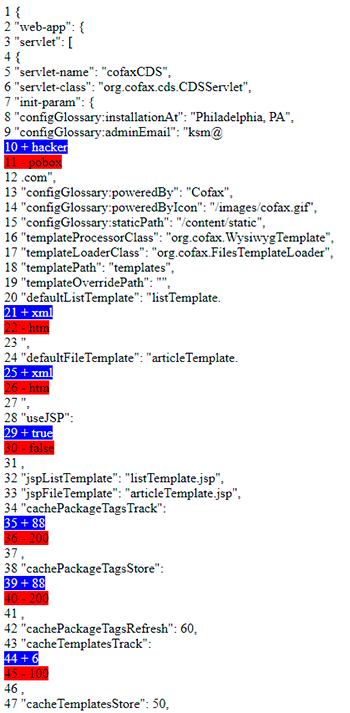 1 {
2 "web-app": {
3 "servlet": [
4 {
5 "servlet-name": "cofaxCDS",
6 "servlet-class": "org.cofax.cds.CDSServlet",
7 "init-param": {
8 "configGlossary:installationAt": "Philadelphia, PA",
9 "configGlossary:adminEmail": "ksm@
10 + hacker
11 - pobox
12 .com",
13 "configGlossary:poweredBy": "Cofax",
14 "configGlossary:poweredByIcon": "/images/cofax.gif",
15 "configGlossary:staticPath": "/content/static",
16 "templateProcessorClass": "org.cofax.WysiwygTemplate",
17 "templateLoaderClass": "org.cofax.FilesTemplateLoader",
18 "templatePath": "templates",
19 "templateOverridePath": "",
20 "defaultListTemplate": "listTemplate.
21 + xml
22 - htm
23 ",
24 "defaultFileTemplate": "articleTemplate.
25 + xml
26 - htm
27 ",
28 "useJSP":
29 + true
30 - false
31 ,
32 "jspListTemplate": "listTemplate.jsp",
33 "jspFileTemplate": "articleTemplate.jsp",
34 "cachePackageTagsTrack":
35 + 88
36 - 200
37 ,
38 "cachePackageTagsStore":
39 + 88
40 - 200
41 ,
42 "cachePackageTagsRefresh": 60,
43 "cacheTemplatesTrack":
44 + 6
45 - 100
46 ,
47 "cacheTemplatesStore": 50,